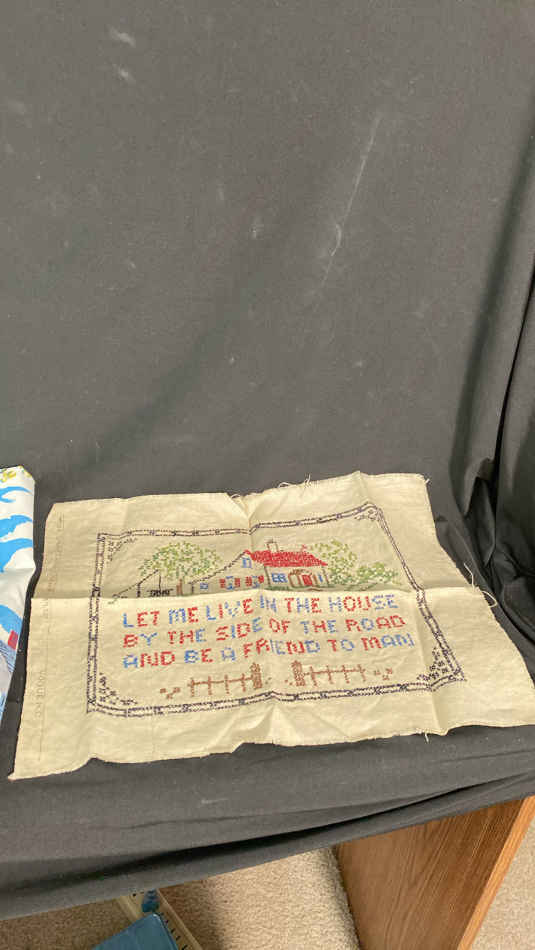 LET ME LIVE IN THE HOUSE
BY THE SIDE OF THE ROAD
AND BE A FRIEND TO MAN